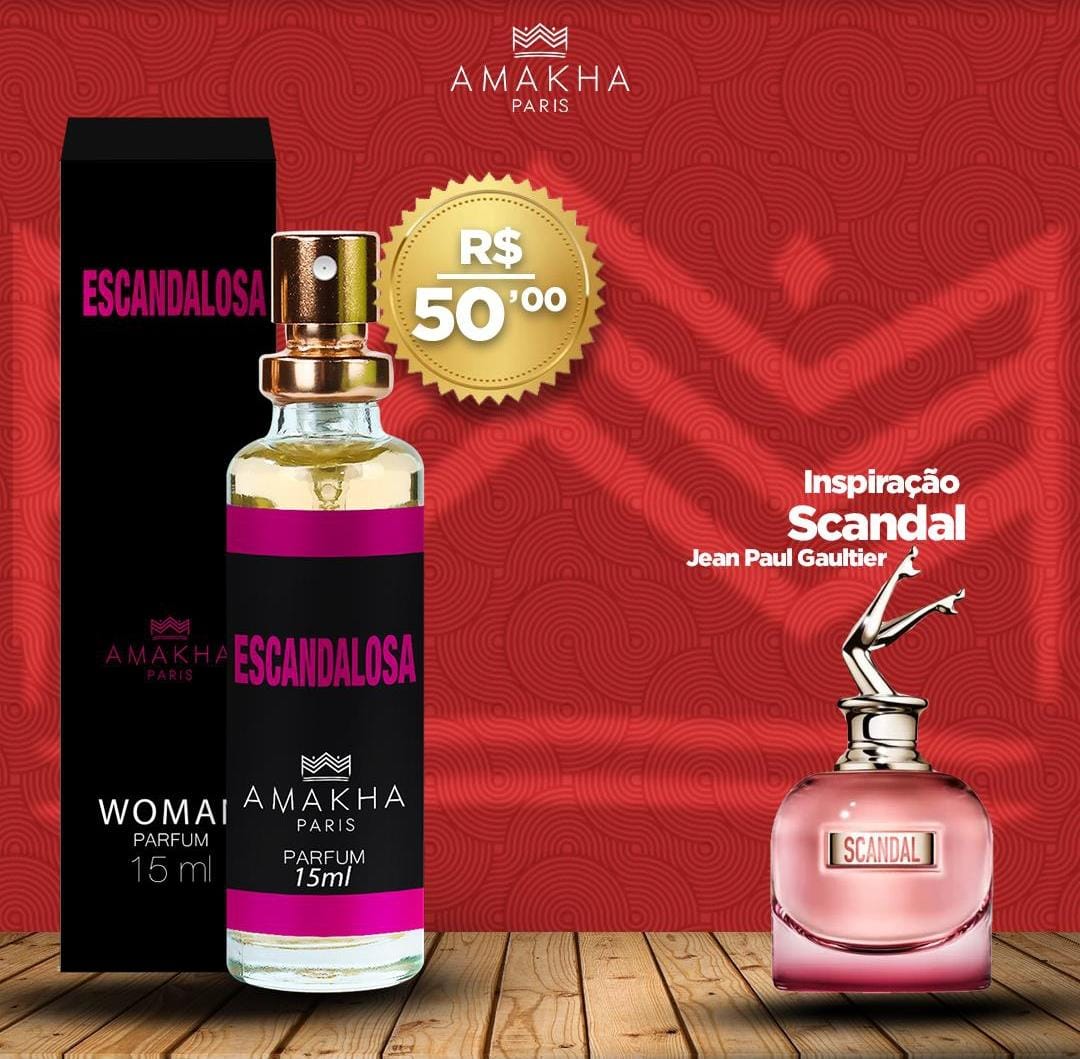 AMAKHA
PARIS
ESCANDALOSA
R$
50,00
Inspiração
Scandal
Jean Paul Gaultier
AMAKHA
PARIS
ESCANDALOSA
AMAKHA
PARIS
PARFUM
15ml
WOMAN
PARFUM
15 ml
SCANDAL